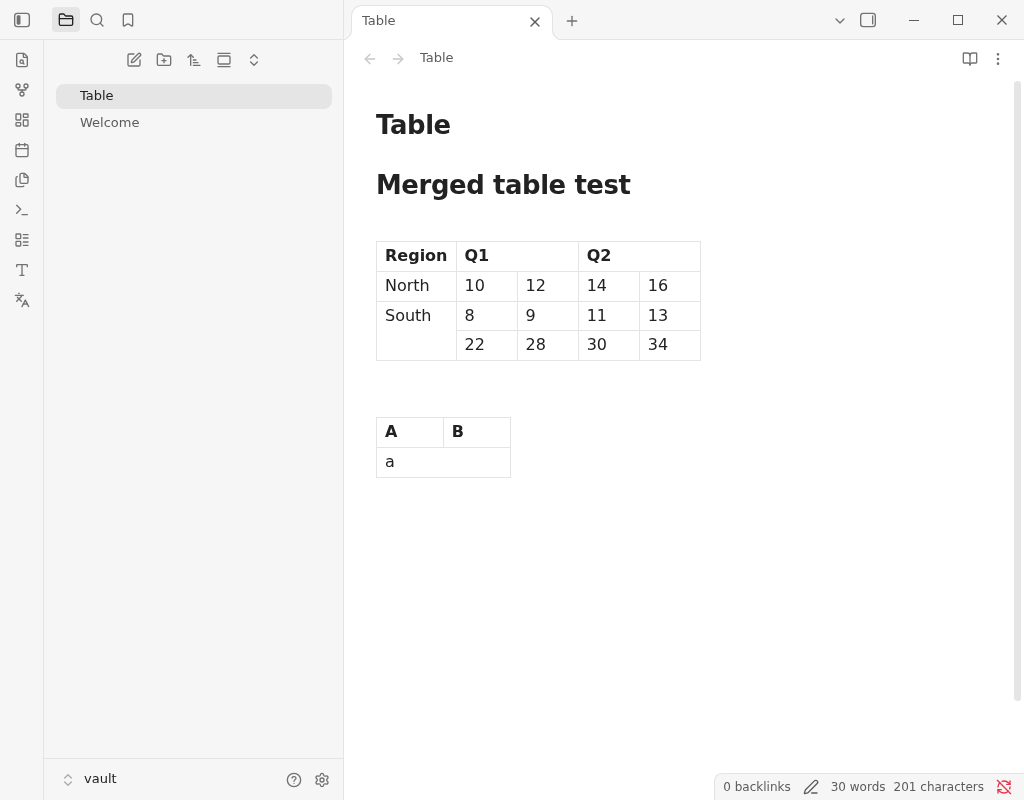 Table
Table
Table
Welcome
Table
Merged table test
Region Q1 Q2
North 10 12 14 16
South 8 9 11 13
22 28 30 34
A B
a
vault
0 backlinks 30 words 201 characters